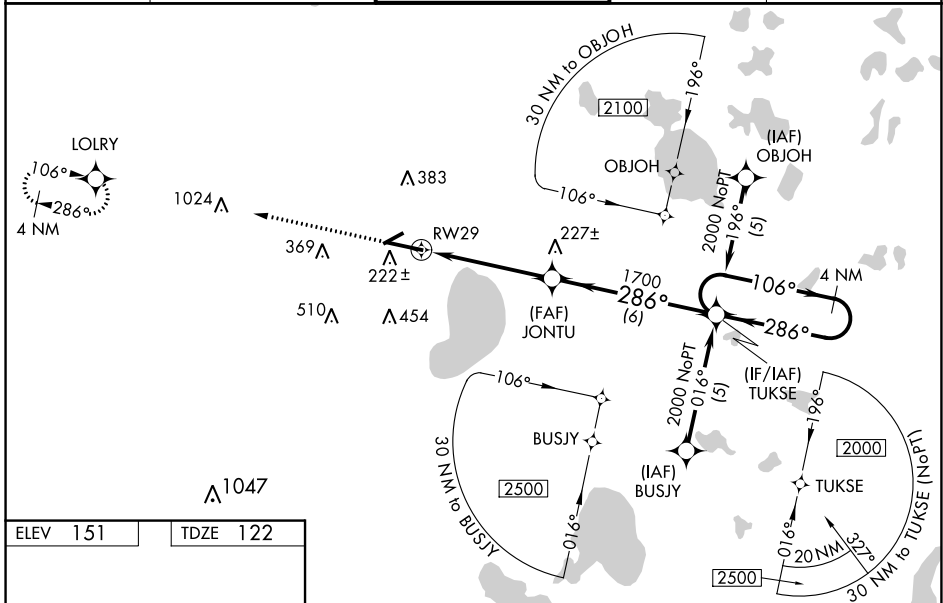 30 NM to OBJOH
196°
2100
OBJOH
106°
(IAF)
OBJOH
2000 NoPT
196°
(5)
LOLRY
106°
286°
4 NM
383
1024
369
RW29
222±
227±
510
454
(FAF)
JONTU
1700
286°
(6)
106°
4 NM
286°
(IF/IAF)
TUKSE
2000 NoPT
016°
(5)
(IAF)
BUSJY
106°
BUSJY
2500
016°
30 NM to BUSJY
196°
2000
TUKSE
016°
20 NM
327°
2500
30 NM to TUKSE (NoPT)
1047
ELEV 151
TDZE 122